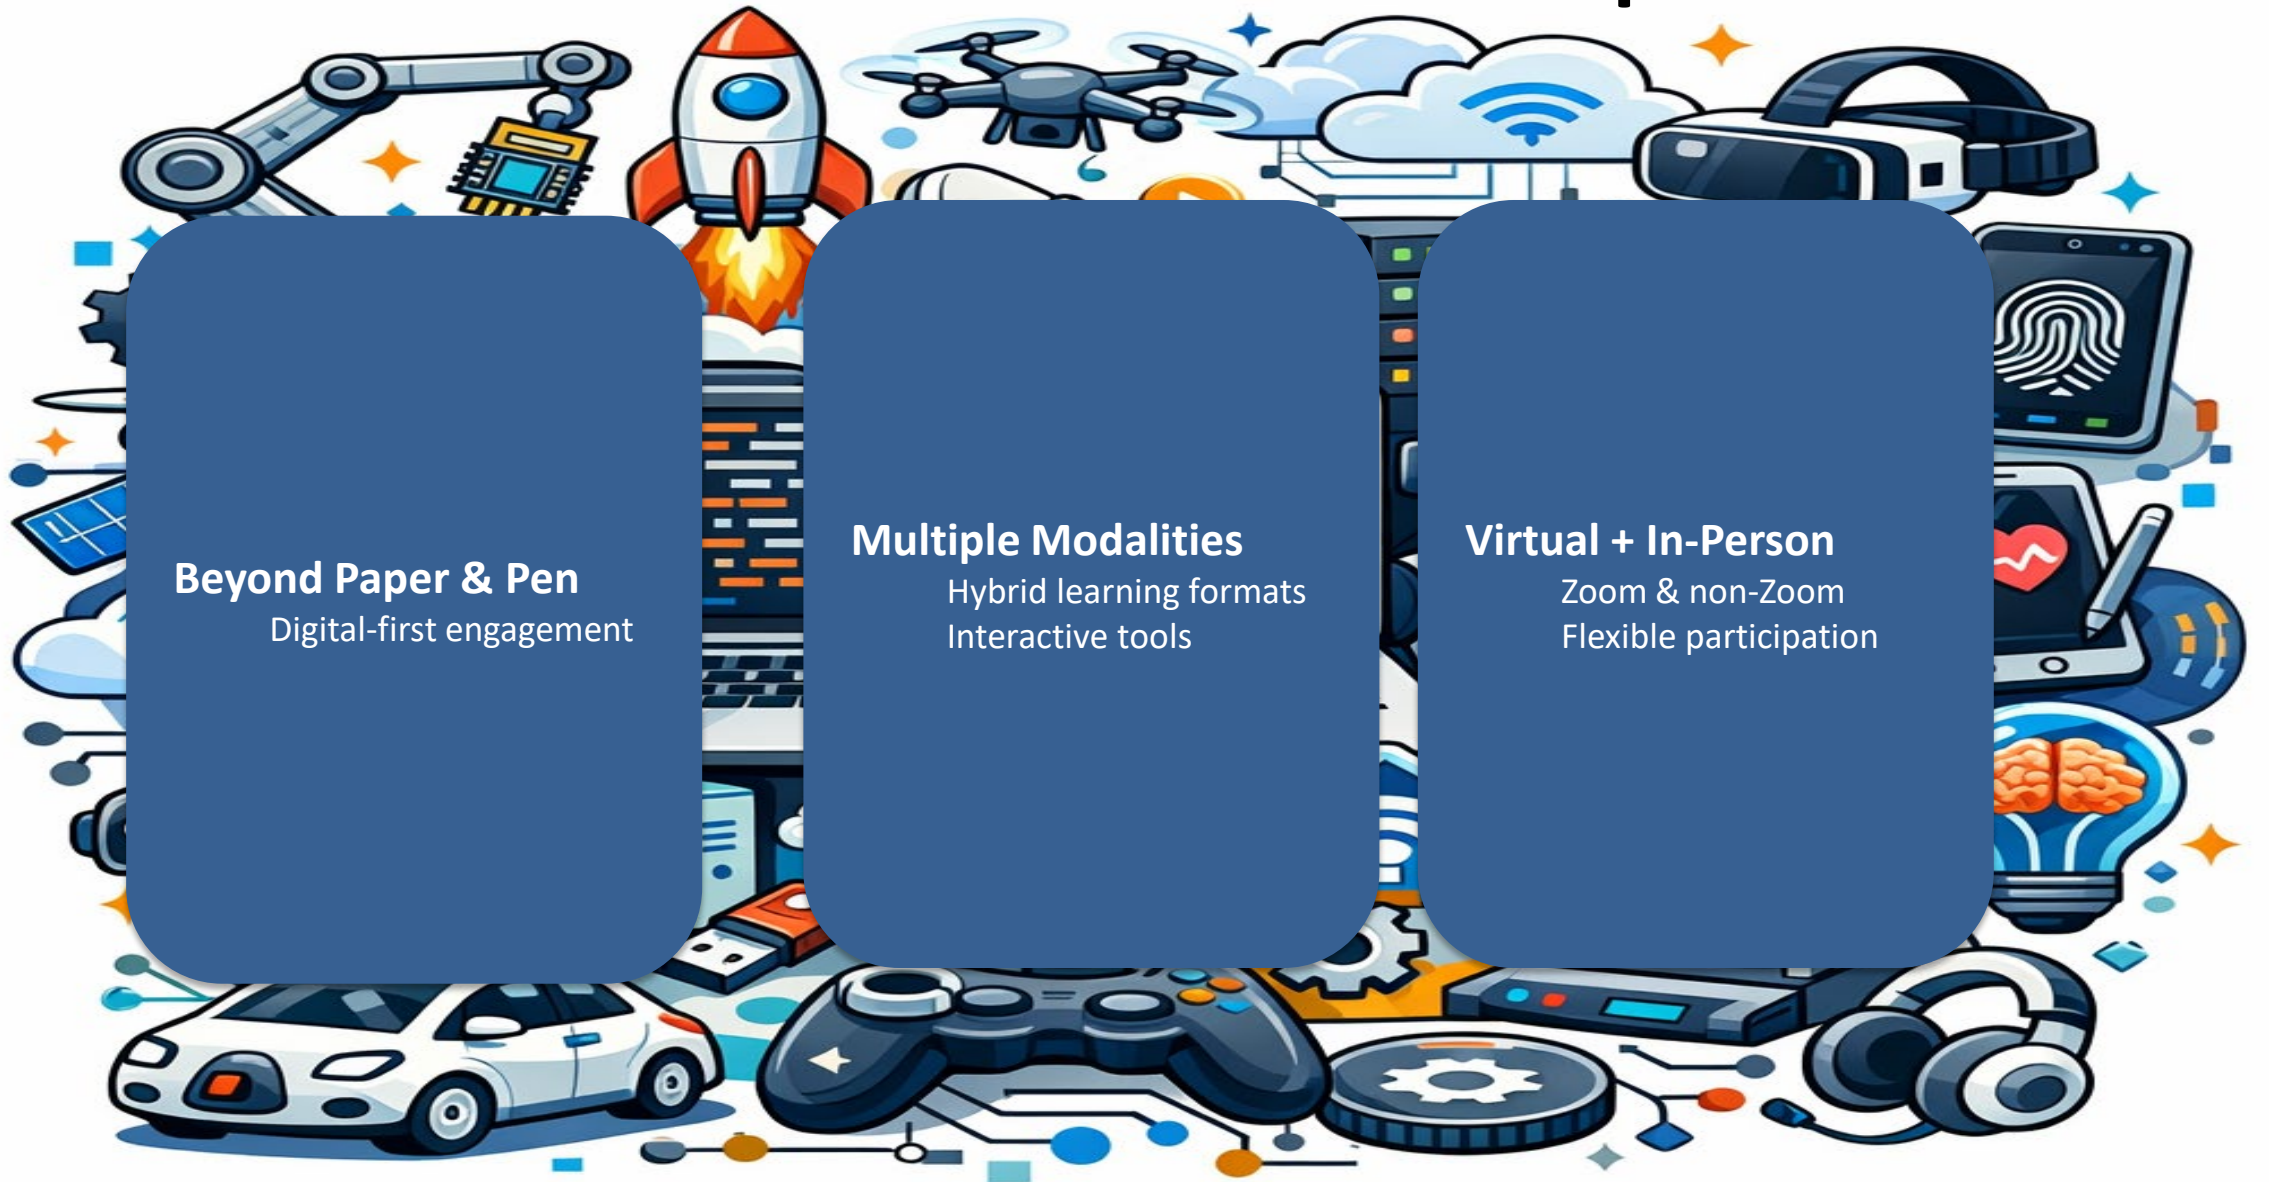 Beyond Paper & Pen
Digital-first engagement
Multiple Modalities
Hybrid learning formats
Interactive tools
Virtual + In-Person
Zoom & non-Zoom
Flexible participation